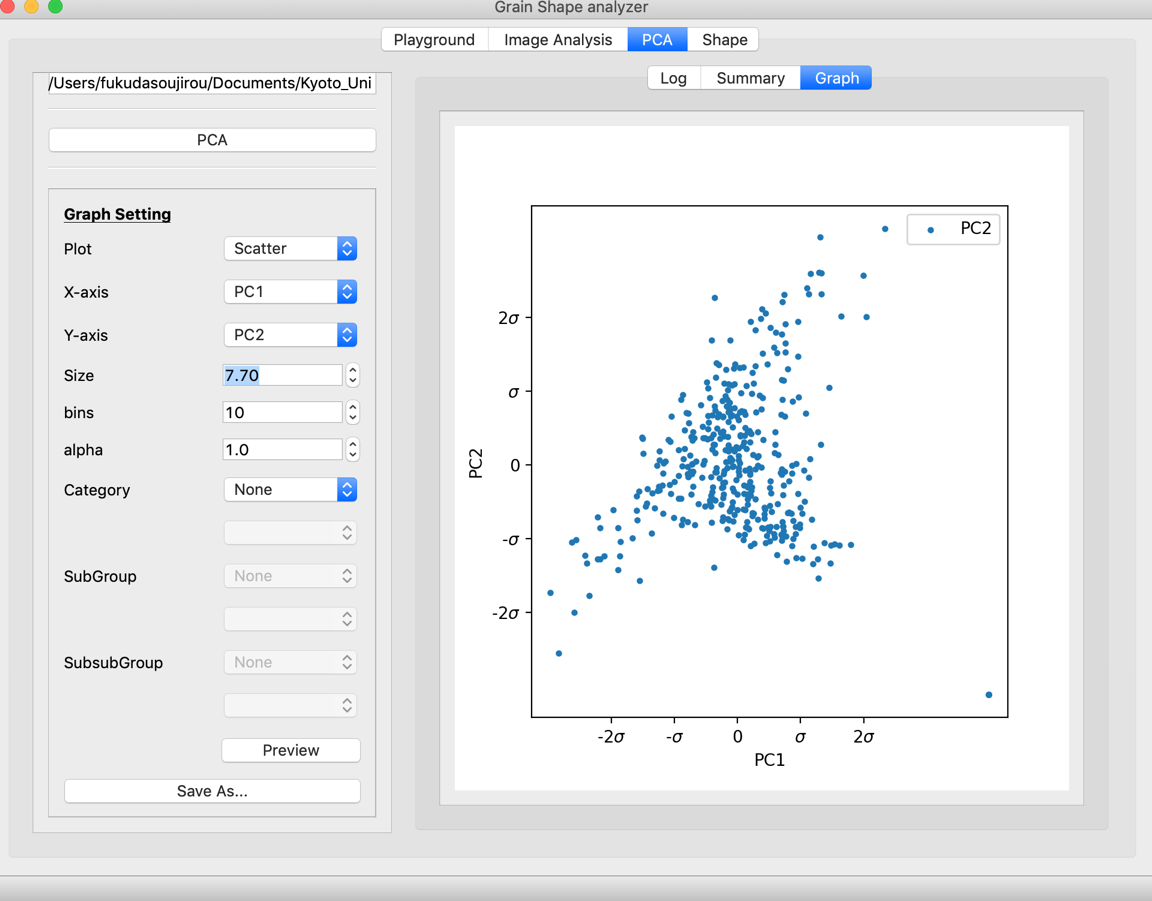 Grain Shape analyzer
Playground Image Analysis PCA Shape
/Users/fukudasoujirou/Documents/Kyoto_Uni
PCA
Graph Setting
Plot Scatter
X-axis PC1
Y-axis PC2
Size 7.70
bins 10
alpha 1.0
Category None
SubGroup None
SubsubGroup None
Preview
Save As...
Log Summary Graph
PC2
2σ
σ
0
-σ
-2σ
PC2
-2σ -σ 0 σ 2σ
PC1